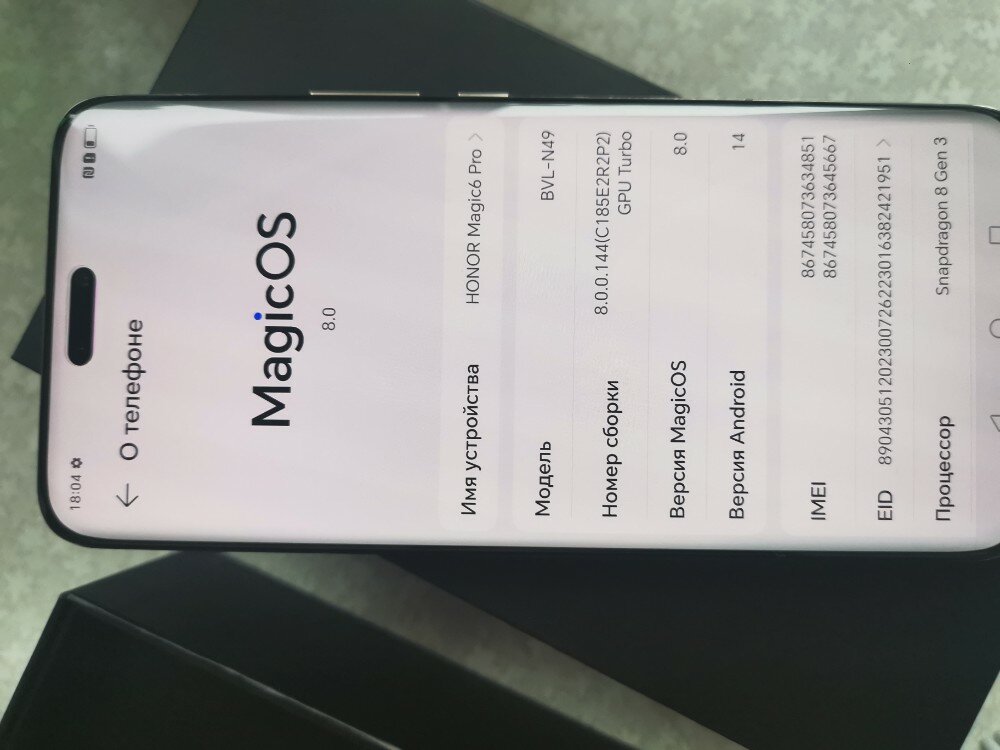 18:04
О телефоне
MagicOS
8.0
Имя устройства HONOR Magic6 Pro
Модель BVL-N49
Номер сборки 8.0.0.144(C185E2R2P2)
GPU Turbo
Версия MagicOS 8.0
Версия Android 14
IMEI 867458073634851
867458073645667
EID 89043051202300726223016382421951
Процессор Snapdragon 8 Gen 3